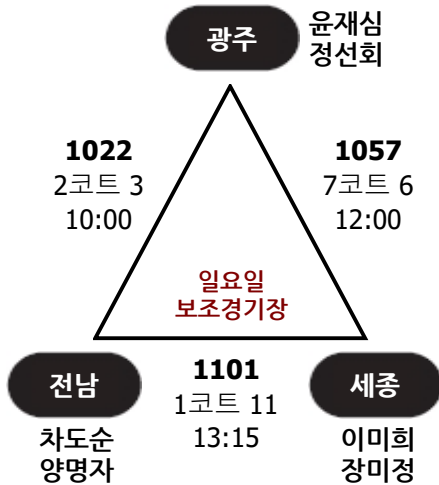 광주
윤재심
정선회
1022
2코트 3
10:00
1057
7코트 6
12:00
일요일
보조경기장
전남
차도순
양명자
1101
1코트 11
13:15
세종
이미희
장미정